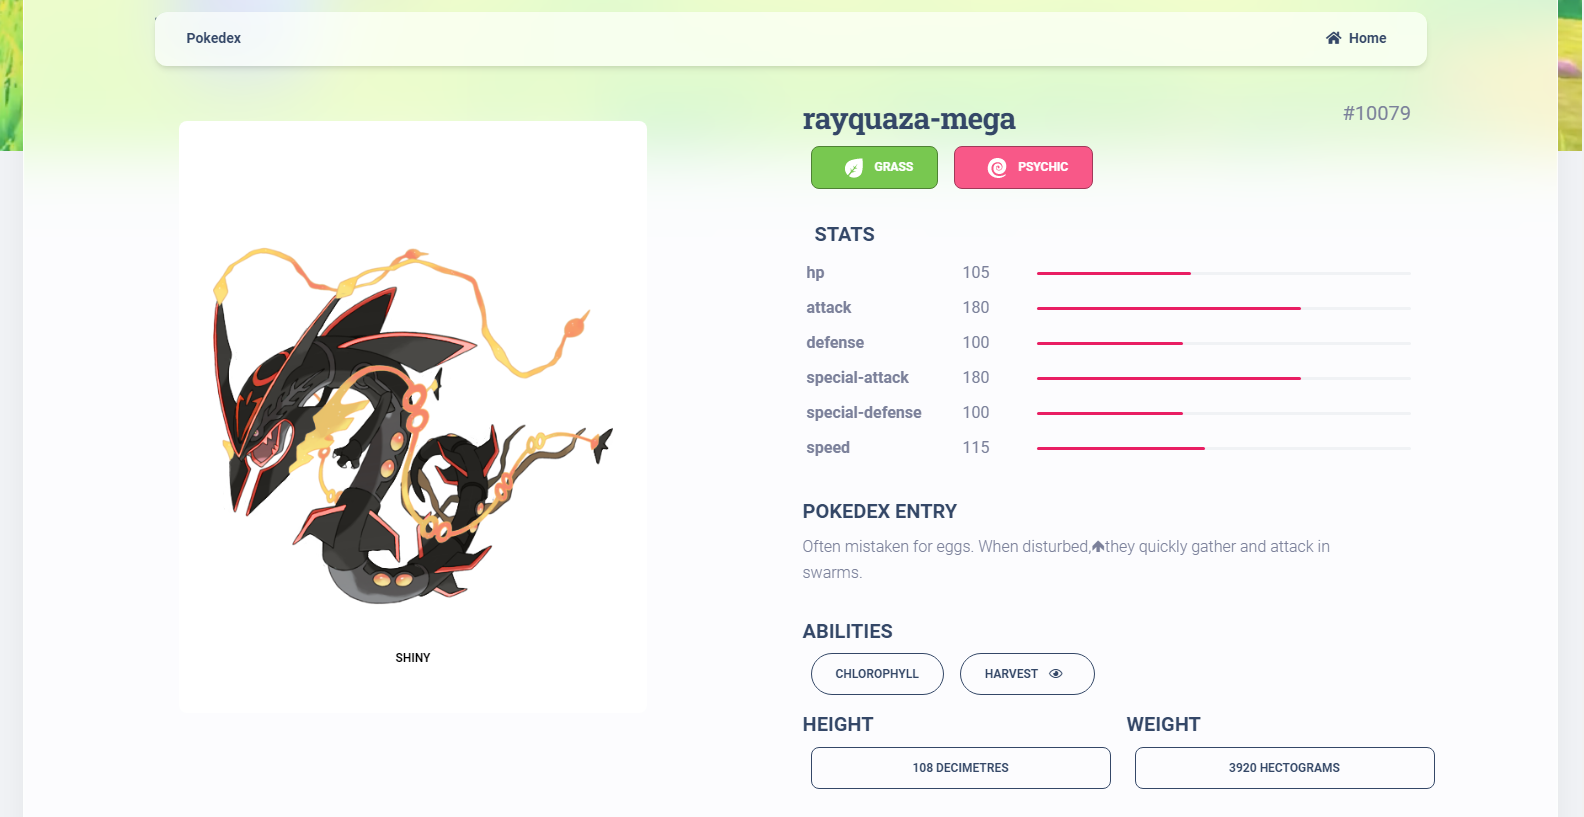 Pokedex
Home
rayquaza-mega
#10079
GRASS
PSYCHIC
STATS
hp 105
attack 180
defense 100
special-attack 180
special-defense 100
speed 115
POKEDEX ENTRY
Often mistaken for eggs. When disturbed,🡅they quickly gather and attack in
swarms.
ABILITIES
CHLOROPHYLL
HARVEST
HEIGHT
WEIGHT
108 DECIMETRES
3920 HECTOGRAMS
SHINY